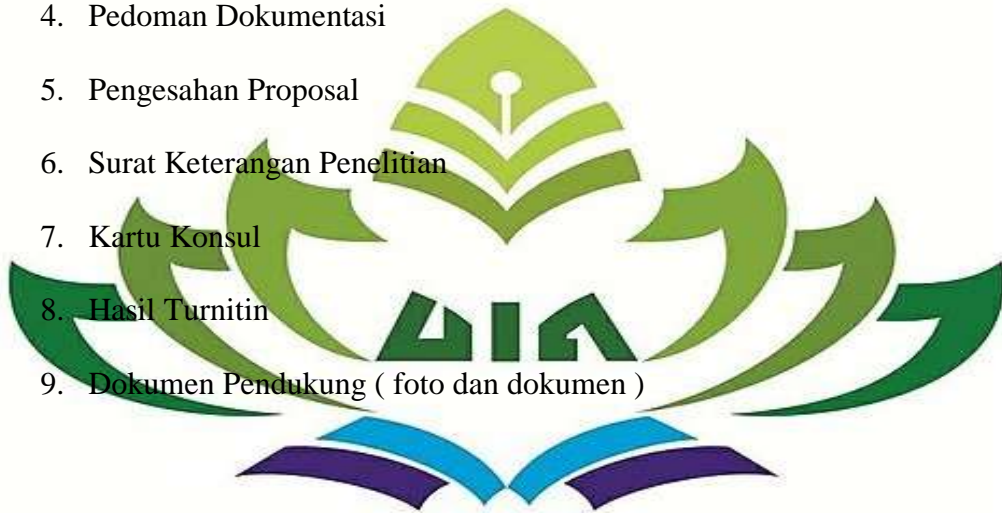 4. Pedoman Dokumentasi
5. Pengesahan Proposal
6. Surat Keterangan Penelitian
7. Kartu Konsul
8. Hasil Turnitin
UIN
9. Dokumen Pendukung ( foto dan dokumen )